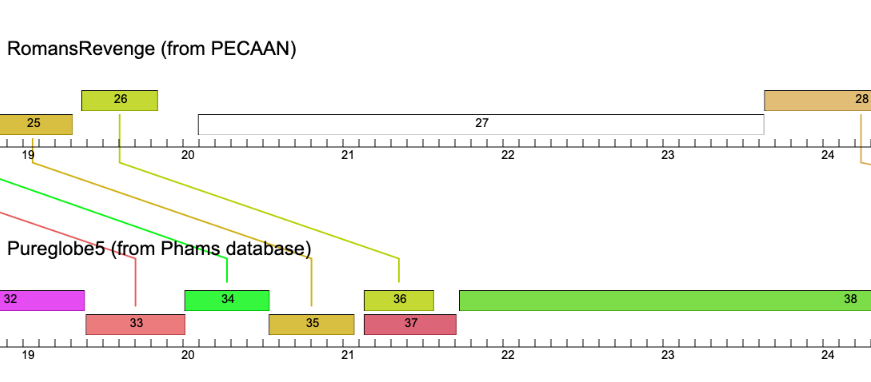 RomansRevenge (from PECAAN)
26 28
25 27
19 20 21 22 23 24
Pureglobe5 (from Phams database)
32 34 36 38
33 35 37
19 20 21 22 23 24